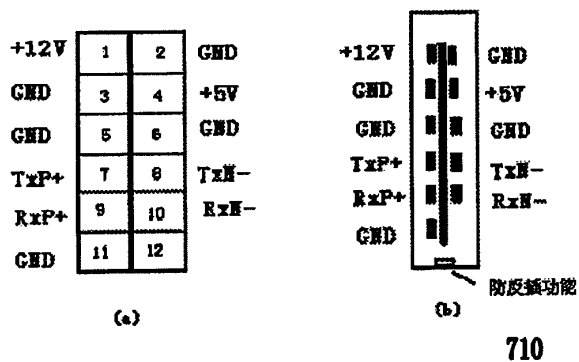 +12V 1 2 GND
GND 3 4 +5V
GND 5 6 GND
TxP+ 7 8 TxN-
RxP+ 9 10 RxN-
GND 11 12
(a)
+12V GND
GND +5V
GND GND
TxP+ TxN-
RxP+ RxN-
GND
防反插功能
(b)
710